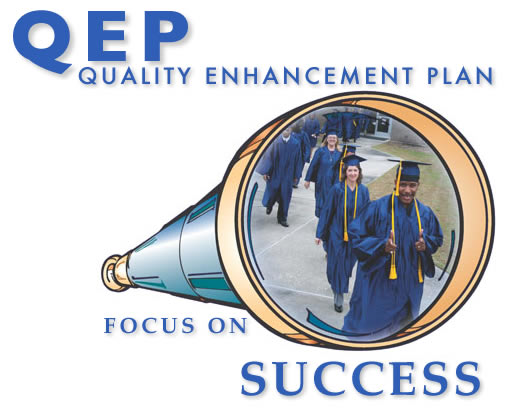 QEP
QUALITY ENHANCEMENT PLAN
FOCUS ON
SUCCESS